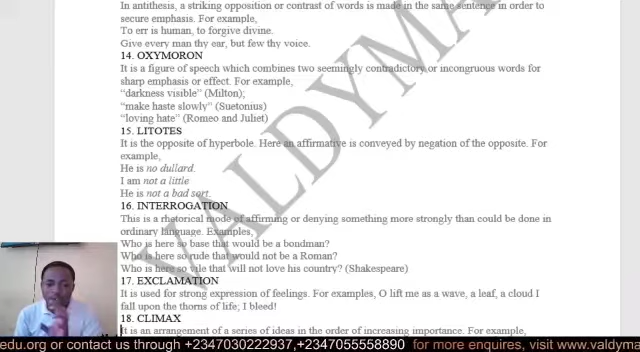 In antithesis, a striking opposition or contrast of words is made in the same sentence in order to
secure emphasis. For example,
To err is human, to forgive divine.
Give every man thy ear, but few thy voice.
14. OXYMORON
It is a figure of speech which combines two seemingly contradictory or incongruous words for
sharp emphasis or effect. For example,
“darkness visible” (Milton);
“make haste slowly” (Suetonius)
“loving hate” (Romeo and Juliet)
15. LITOTES
It is the opposite of hyperbole. Here an affirmative is conveyed by negation of the opposite. For
example,
He is no dullard.
I am not a little
He is not a bad sort.
16. INTERROGATION
This is a rhetorical mode of affirming or denying something more strongly than could be done in
ordinary language. Examples,
Who is here so base that would be a bondman?
Who is here so rude that would not be a Roman?
Who is here so vile that will not love his country? (Shakespeare)
17. EXCLAMATION
It is used for strong expression of feelings. For examples, O lift me as a wave, a leaf, a cloud I
fall upon the thorns of life; I bleed!
18. CLIMAX
It is an arrangement of a series of ideas in the order of increasing importance. For example,
VALDYMA
edu.org or contact us through +2347030222937,+2347055558890 for more enquires, visit www.valdyma